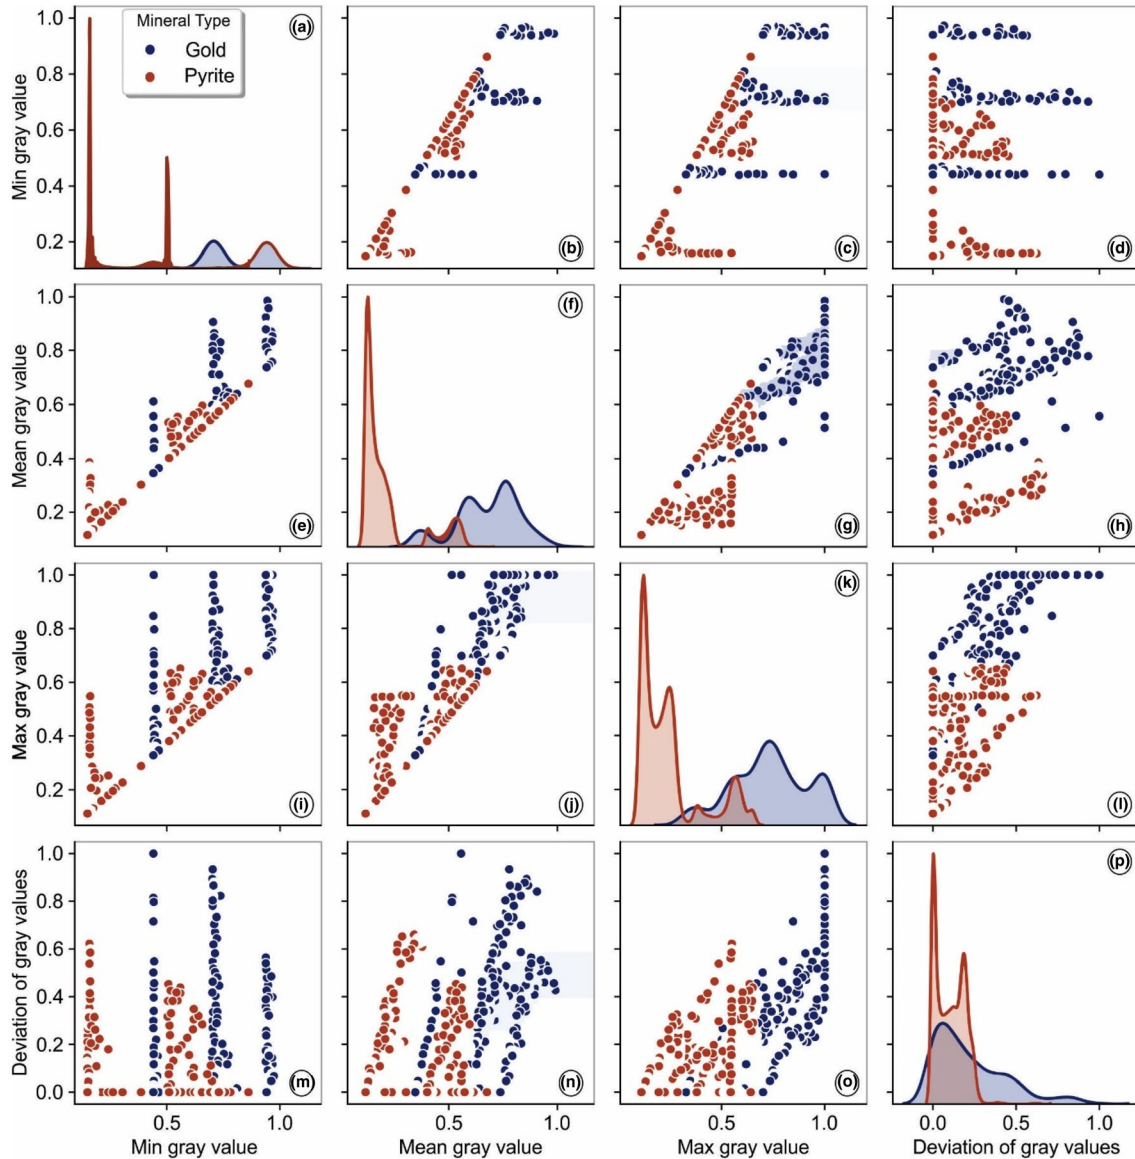 Mineral Type
Gold
Pyrite
Min gray value
1.0
0.8
0.6
0.4
0.2
(a)
(b)
(c)
(d)
Mean gray value
1.0
0.8
0.6
0.4
0.2
(e)
(f)
(g)
(h)
Max gray value
1.0
0.8
0.6
0.4
0.2
(i)
(j)
(k)
(l)
Deviation of gray values
1.0
0.8
0.6
0.4
0.2
0.0
(m)
(n)
(o)
(p)
0.5 1.0 0.5 1.0 0.5 1.0 0.0 0.5 1.0
Min gray value Mean gray value Max gray value Deviation of gray values